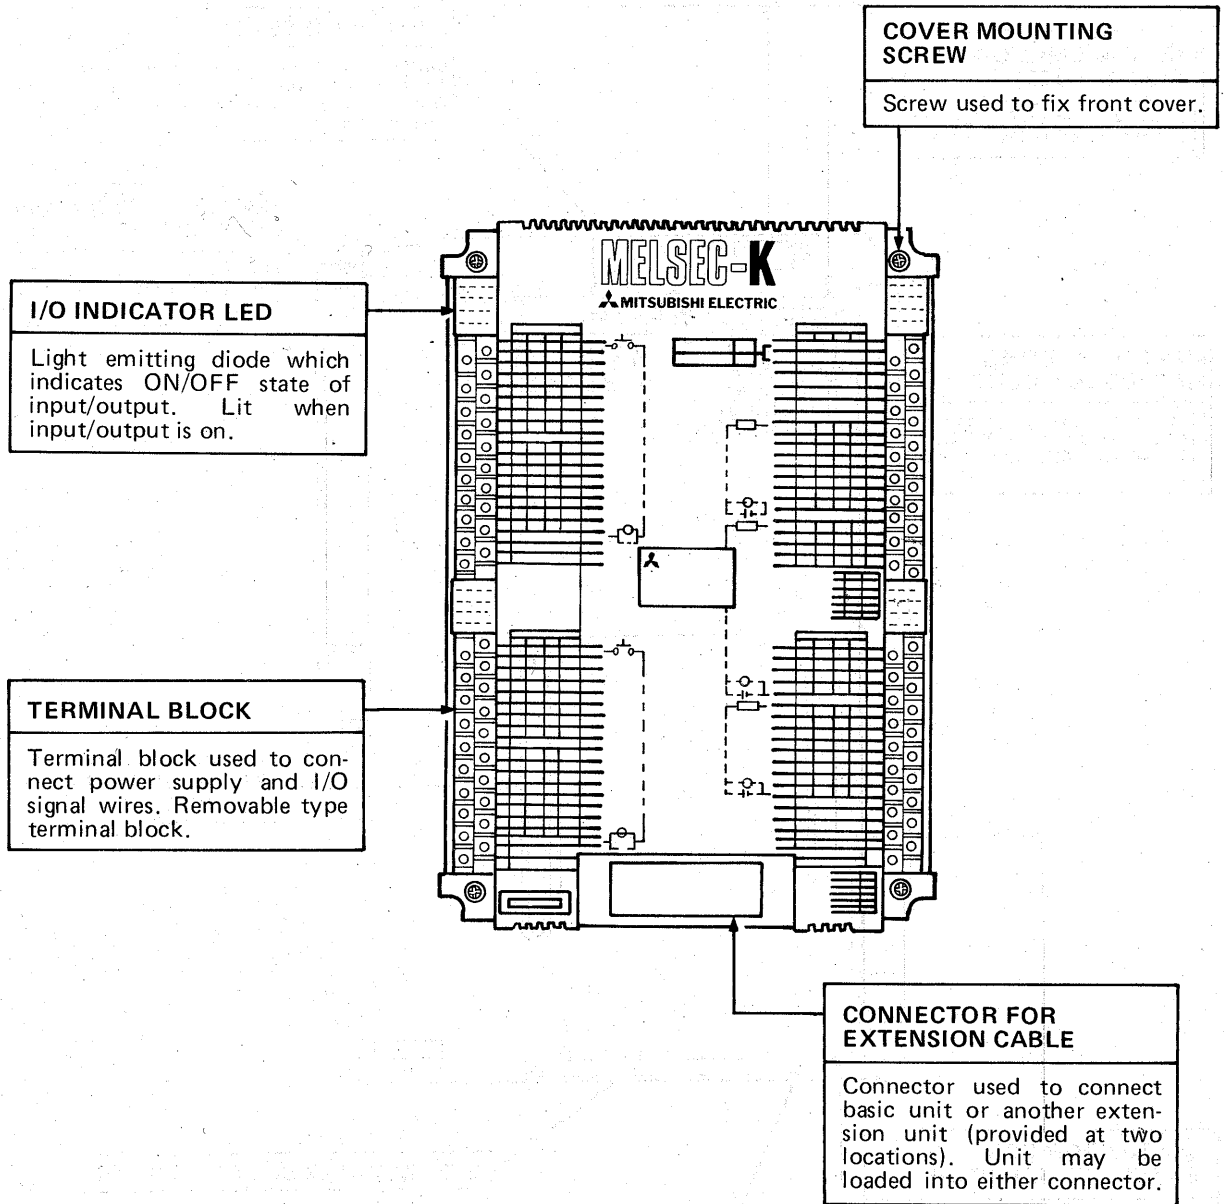 COVER MOUNTING
SCREW
Screw used to fix front cover.
MELSEC-K
MITSUBISHI ELECTRIC
I/O INDICATOR LED
Light emitting diode which
indicates ON/OFF state of
input/output. Lit when
input/output is on.
TERMINAL BLOCK
Terminal block used to con-
nect power supply and I/O
signal wires. Removable type
terminal block.
CONNECTOR FOR
EXTENSION CABLE
Connector used to connect
basic unit or another exten-
sion unit (provided at two
locations). Unit may be
loaded into either connector.